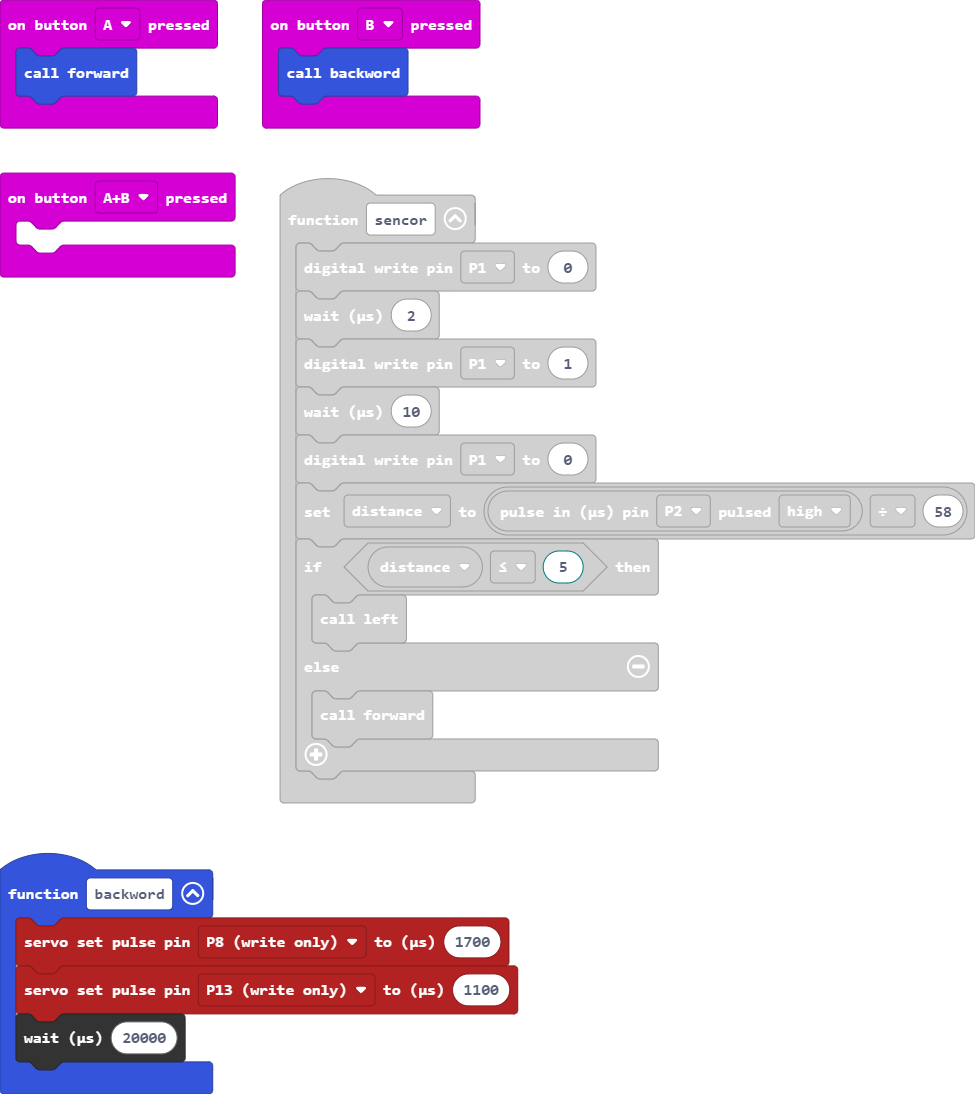 on button A pressed
call forward
on button B pressed
call backword
on button A+B pressed
function sencor
digital write pin P1 to 0
wait (µs) 2
digital write pin P1 to 1
wait (µs) 10
digital write pin P1 to 0
set distance to pulse in (µs) pin P2 pulsed high ÷ 58
if distance ≤ 5 then
call left
else
call forward
function backword
servo set pulse pin P8 (write only) to (µs) 1700
servo set pulse pin P13 (write only) to (µs) 1100
wait (µs) 20000